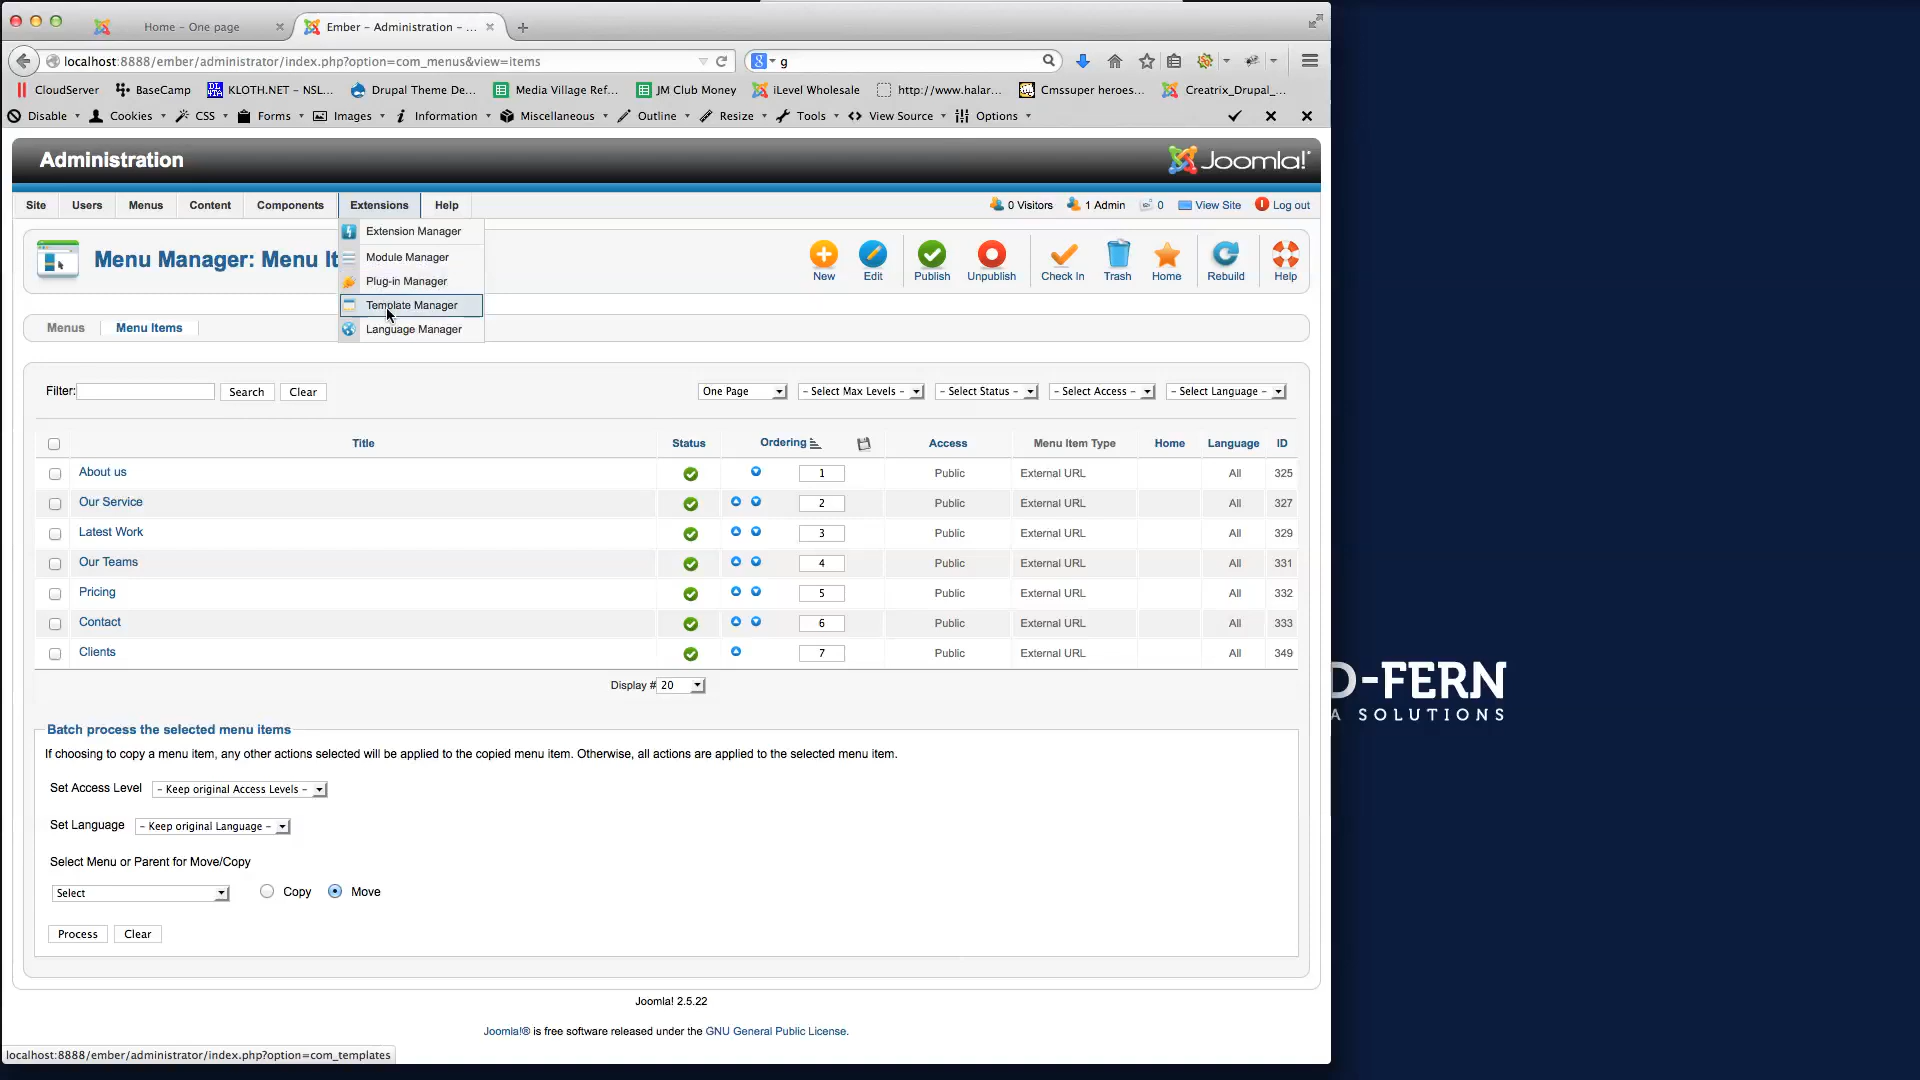 Home – One page
Ember – Administration – ...
localhost:8888/ember/administrator/index.php?option=com_menus&view=items
g
CloudServer
BaseCamp
KLOTH.NET – NSL...
Drupal Theme De...
Media Village Ref...
JM Club Money
iLevel Wholesale
http://www.halar...
Cmssuper heroes...
Creatrix_Drupal_...
Disable
Cookies
CSS
Forms
Images
Information
Miscellaneous
Outline
Resize
Tools
View Source
Options
Administration
Joomla!
Site
Users
Menus
Content
Components
Extensions
Help
0 Visitors
1 Admin
0
View Site
Log out
Extension Manager
Module Manager
Plug-in Manager
Template Manager
Language Manager
Menu Manager: Menu It
New
Edit
Publish
Unpublish
Check In
Trash
Home
Rebuild
Help
Menus
Menu Items
Filter:
Search
Clear
One Page
– Select Max Levels –
– Select Status –
– Select Access –
– Select Language –
Title Status Ordering Access Menu Item Type Home Language ID
About us 1 Public External URL All 325
Our Service 2 Public External URL All 327
Latest Work 3 Public External URL All 329
Our Teams 4 Public External URL All 331
Pricing 5 Public External URL All 332
Contact 6 Public External URL All 333
Clients 7 Public External URL All 349
Display # 20
D-FERN
A SOLUTIONS
Batch process the selected menu items
If choosing to copy a menu item, any other actions selected will be applied to the copied menu item. Otherwise, all actions are applied to the selected menu item.
Set Access Level – Keep original Access Levels –
Set Language – Keep original Language –
Select Menu or Parent for Move/Copy
Select Copy Move
Process Clear
Joomla! 2.5.22
Joomla!® is free software released under the GNU General Public License.
localhost:8888/ember/administrator/index.php?option=com_templates